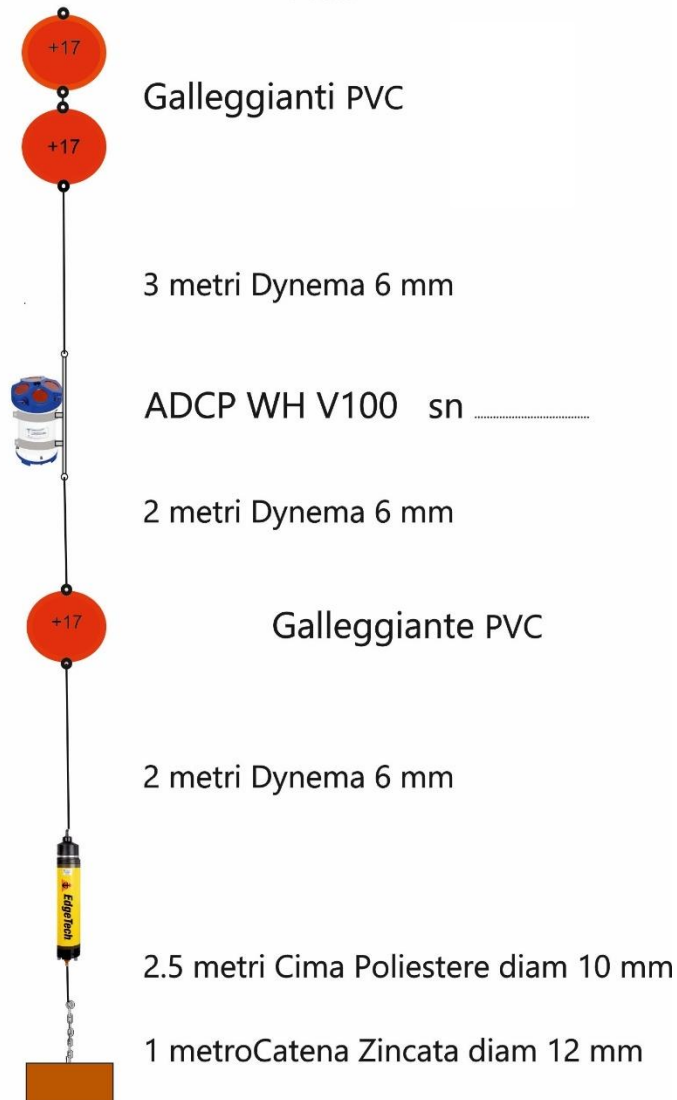 +17
Galleggianti PVC
+17
3 metri Dynema 6 mm
ADCP WH V100 sn ................................
2 metri Dynema 6 mm
+17
Galleggiante PVC
2 metri Dynema 6 mm
EdgeTech
2.5 metri Cima Poliestere diam 10 mm
1 metroCatena Zincata diam 12 mm